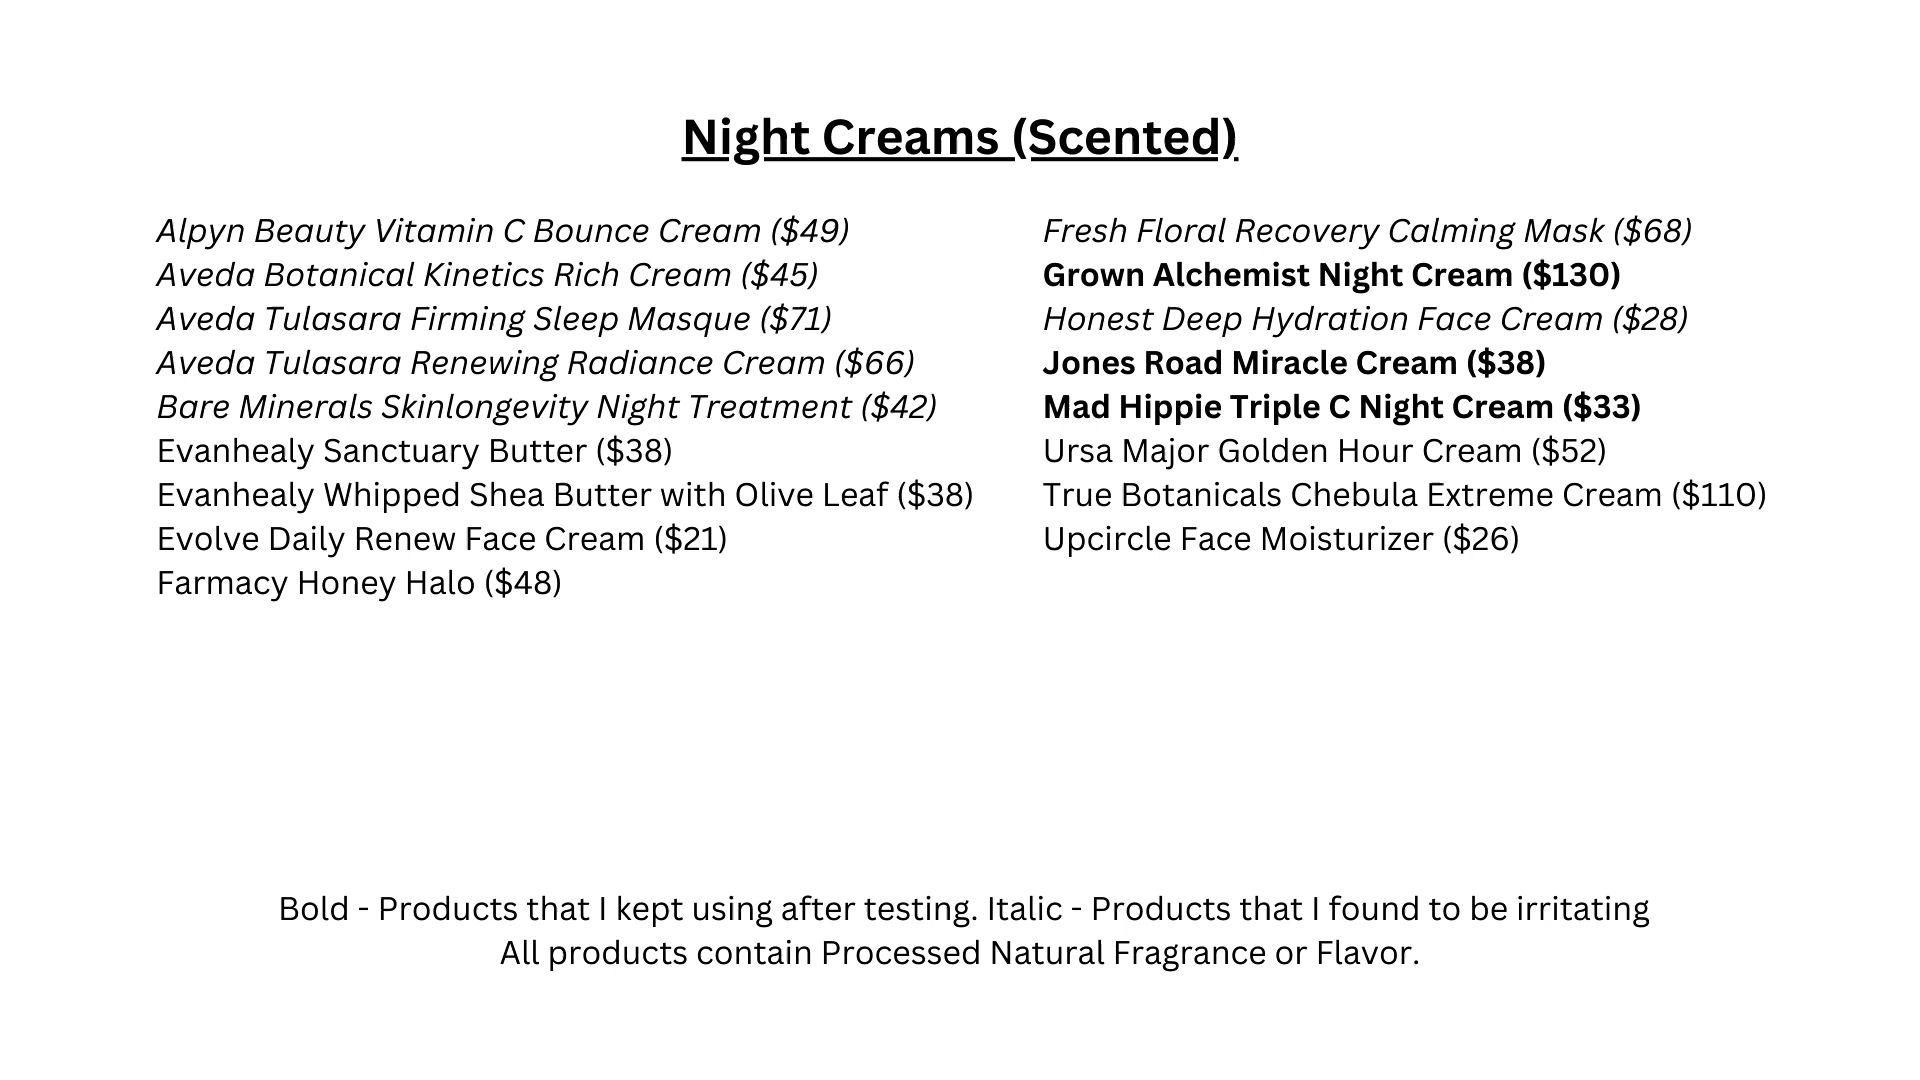 Night Creams (Scented)
Alpyn Beauty Vitamin C Bounce Cream ($49)
Aveda Botanical Kinetics Rich Cream ($45)
Aveda Tulasara Firming Sleep Masque ($71)
Aveda Tulasara Renewing Radiance Cream ($66)
Bare Minerals Skinlongevity Night Treatment ($42)
Evanhealy Sanctuary Butter ($38)
Evanhealy Whipped Shea Butter with Olive Leaf ($38)
Evolve Daily Renew Face Cream ($21)
Farmacy Honey Halo ($48)
Fresh Floral Recovery Calming Mask ($68)
Grown Alchemist Night Cream ($130)
Honest Deep Hydration Face Cream ($28)
Jones Road Miracle Cream ($38)
Mad Hippie Triple C Night Cream ($33)
Ursa Major Golden Hour Cream ($52)
True Botanicals Chebula Extreme Cream ($110)
Upcircle Face Moisturizer ($26)
Bold - Products that I kept using after testing. Italic - Products that I found to be irritating
All products contain Processed Natural Fragrance or Flavor.